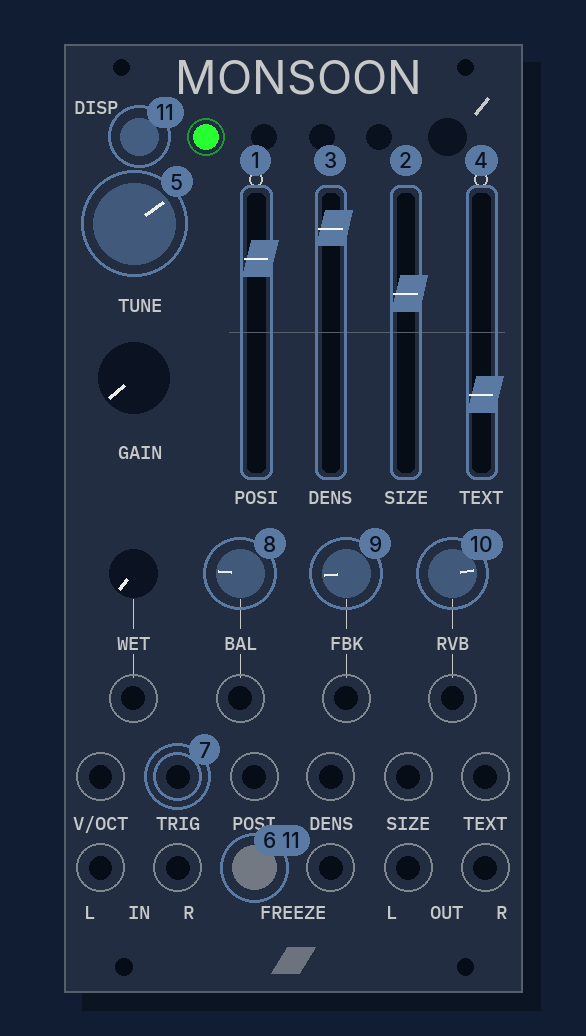 MONSOON
DISP 11
1 3 2 4
5
TUNE
GAIN
POSI DENS SIZE TEXT
8 9 10
WET BAL FBK RVB
7
V/OCT TRIG POSI DENS SIZE TEXT
6 11
L IN R FREEZE L OUT R